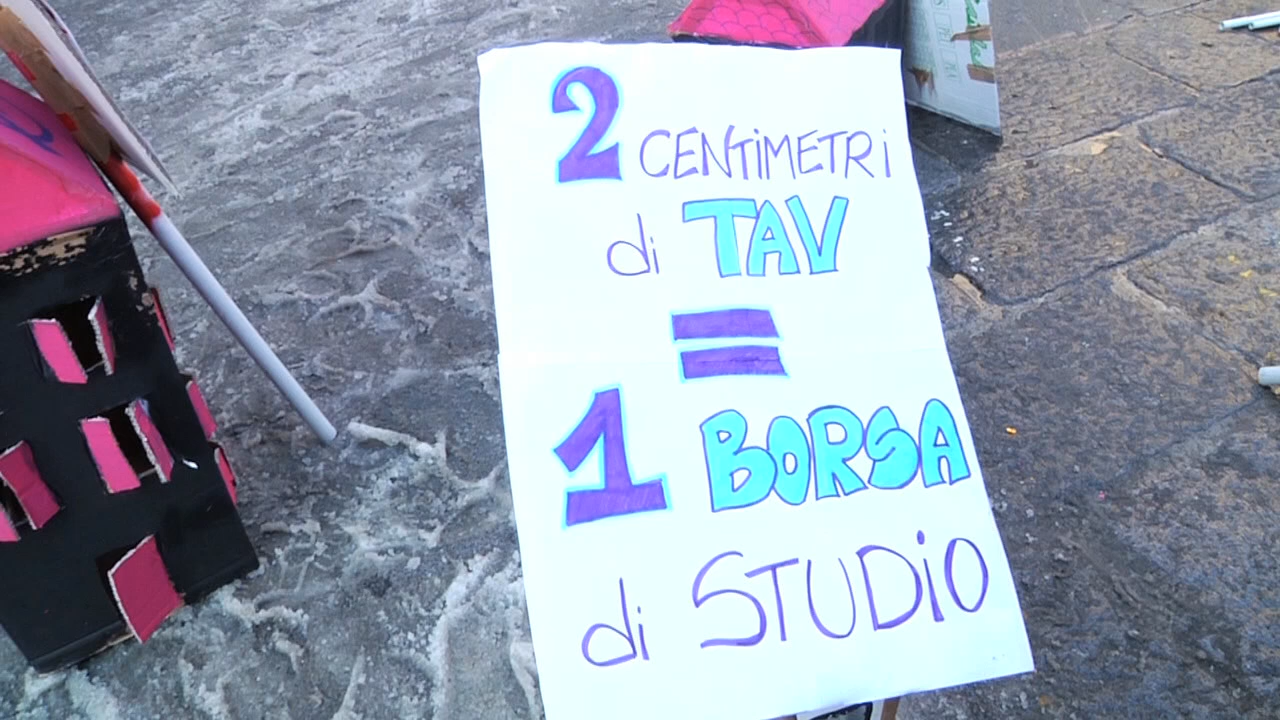 2 CENTIMETRI
di TAV
=
1 BORSA
di STUDIO